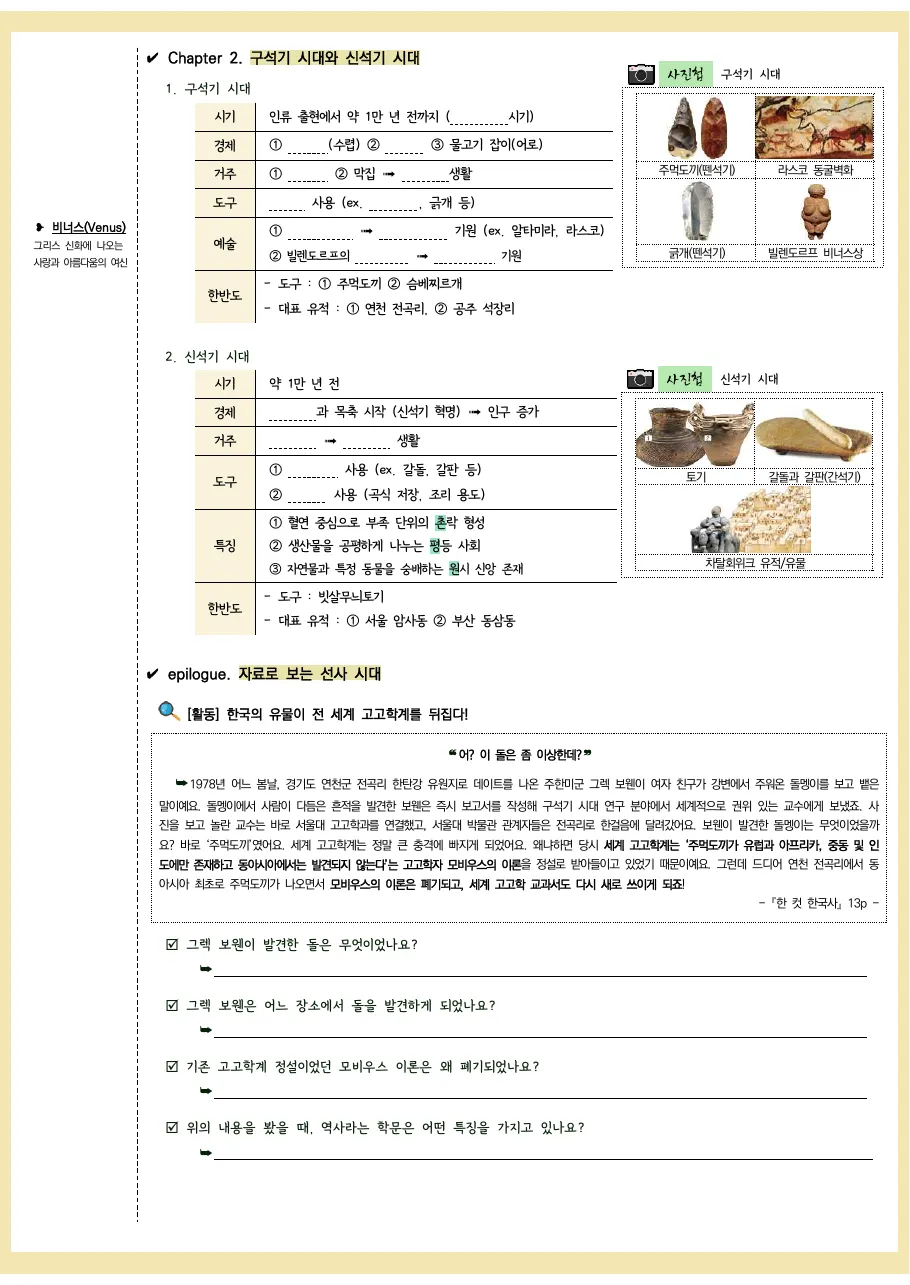 ✔ Chapter 2. 구석기 시대와 신석기 시대
1. 구석기 시대
시기 인류 출현에서 약 1만 년 전까지 (__________시기)
경제 ① _______(수렵) ② _______ ③ 물고기 잡이(어로)
거주 ① _______ ② 막집 ➟ ________생활
도구 ______ 사용 (ex. ________, 긁개 등)
예술 ① ___________ ➟ ___________ 기원 (ex. 알타미라, 라스코)
② 빌렌도르프의 _________ ➟ __________ 기원
한반도 - 도구 : ① 주먹도끼 ② 슴베찌르개
- 대표 유적 : ① 연천 전곡리, ② 공주 석장리
사진첩 구석기 시대
주먹도끼(뗀석기) 라스코 동굴벽화
긁개(뗀석기) 빌렌도르프 비너스상
❥ 비너스(Venus)
그리스 신화에 나오는
사랑과 아름다움의 여신
2. 신석기 시대
시기 약 1만 년 전
경제 ________과 목축 시작 (신석기 혁명) ➟ 인구 증가
거주 ________ ➟ ________ 생활
도구 ① ________ 사용 (ex. 갈돌, 갈판 등)
② ______ 사용 (곡식 저장, 조리 용도)
특징 ① 혈연 중심으로 부족 단위의 촌락 형성
② 생산물을 공평하게 나누는 평등 사회
③ 자연물과 특정 동물을 숭배하는 원시 신앙 존재
한반도 - 도구 : 빗살무늬토기
- 대표 유적 : ① 서울 암사동 ② 부산 동삼동
사진첩 신석기 시대
1 2
토기 갈돌과 갈판(간석기)
차탈회위크 유적/유물
✔ epilogue. 자료로 보는 선사 시대
[활동] 한국의 유물이 전 세계 고고학계를 뒤집다!
❝어? 이 돌은 좀 이상한데?❞
➥1978년 어느 봄날, 경기도 연천군 전곡리 한탄강 유원지로 데이트를 나온 주한미군 그렉 보웬이 여자 친구가 강변에서 주워온 돌멩이를 보고 뱉은
말이예요. 돌멩이에서 사람이 다듬은 흔적을 발견한 보웬은 즉시 보고서를 작성해 구석기 시대 연구 분야에서 세계적으로 권위 있는 교수에게 보냈죠. 사
진을 보고 놀란 교수는 바로 서울대 고고학과를 연결했고, 서울대 박물관 관계자들은 전곡리로 한걸음에 달려갔어요. 보웬이 발견한 돌멩이는 무엇이었을까
요? 바로 '주먹도끼'였어요. 세계 고고학계는 정말 큰 충격에 빠지게 되었어요. 왜냐하면 당시 세계 고고학계는 '주먹도끼가 유럽과 아프리카, 중동 및 인
도에만 존재하고 동아시아에서는 발견되지 않는다'는 고고학자 모비우스의 이론을 정설로 받아들이고 있었기 때문이예요. 그런데 드디어 연천 전곡리에서 동
아시아 최초로 주먹도끼가 나오면서 모비우스의 이론은 폐기되고, 세계 고고학 교과서도 다시 새로 쓰이게 되죠!
- 『한 컷 한국사』 13p -
☑ 그렉 보웬이 발견한 돌은 무엇이었나요?
➥
☑ 그렉 보웬은 어느 장소에서 돌을 발견하게 되었나요?
➥
☑ 기존 고고학계 정설이었던 모비우스 이론은 왜 폐기되었나요?
➥
☑ 위의 내용을 봤을 때, 역사라는 학문은 어떤 특징을 가지고 있나요?
➥